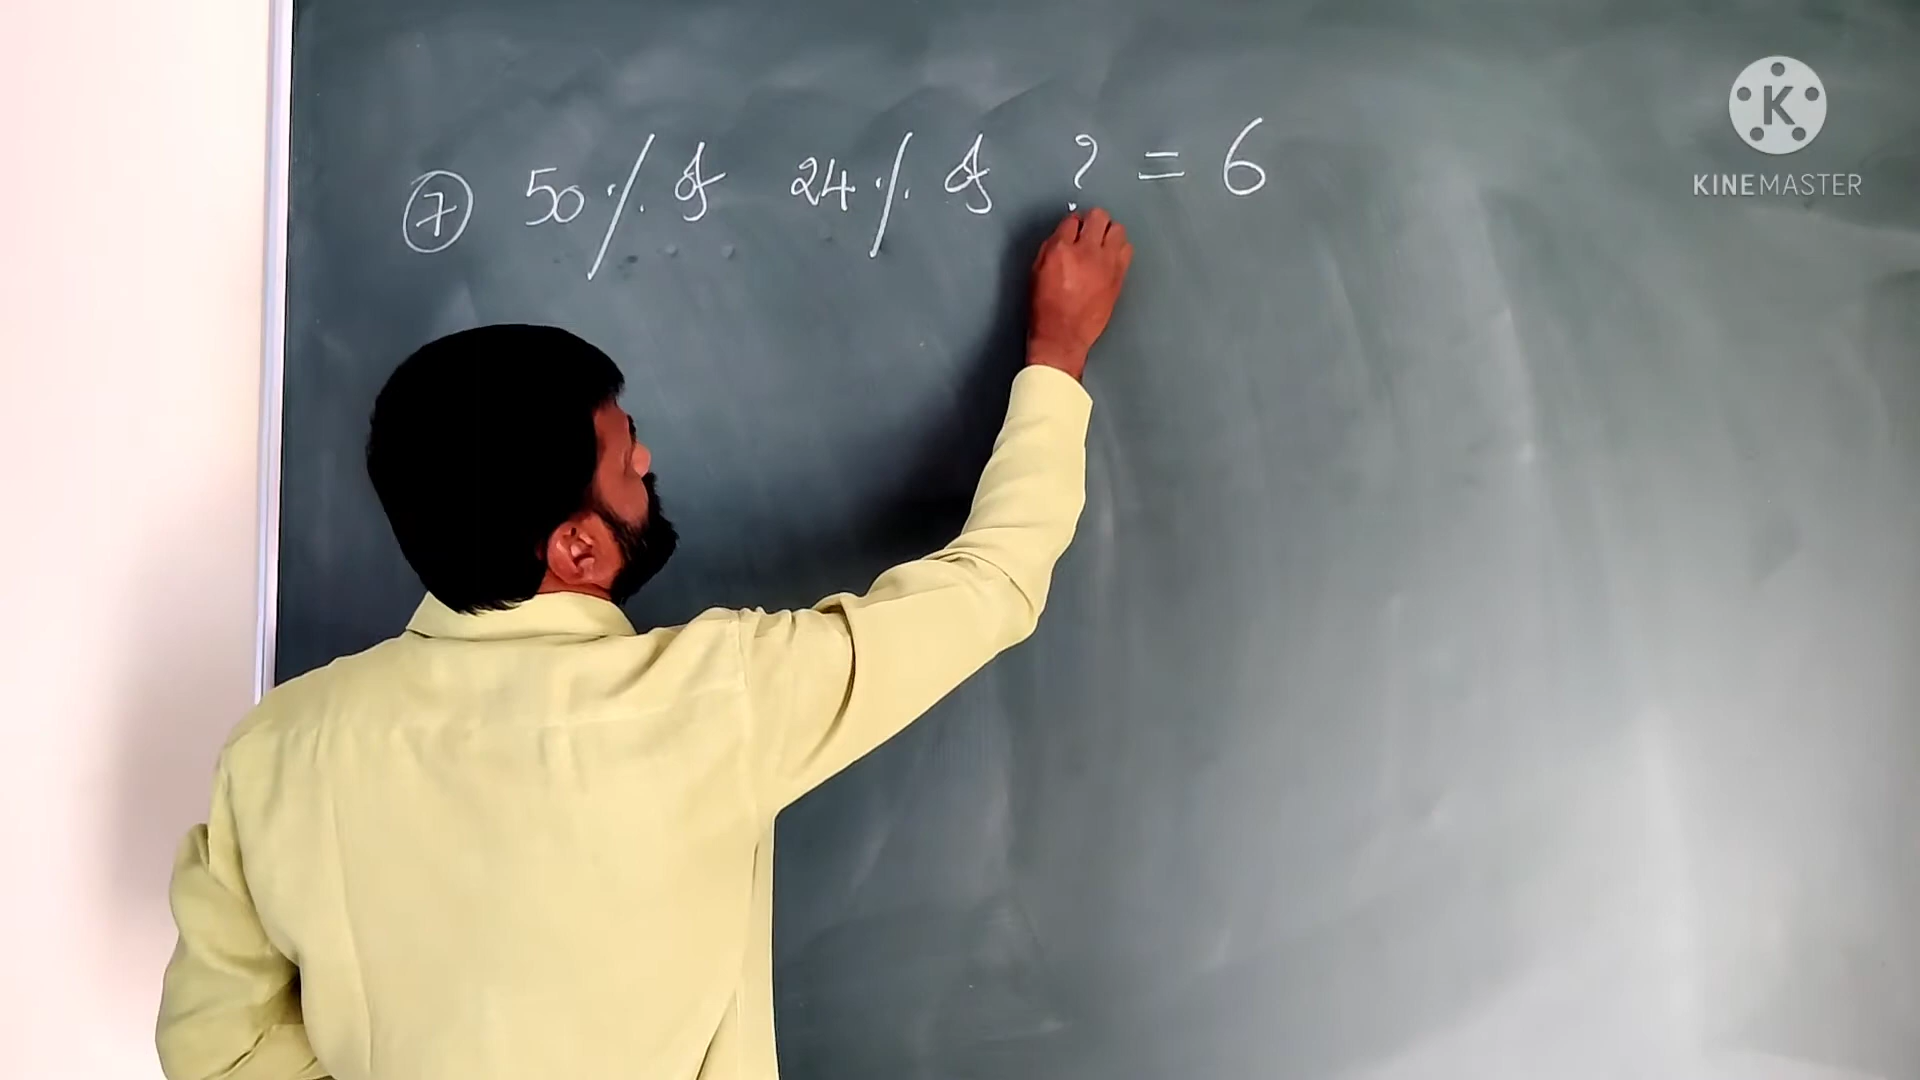 7 50% of 24% of ? = 6
K
KINEMASTER